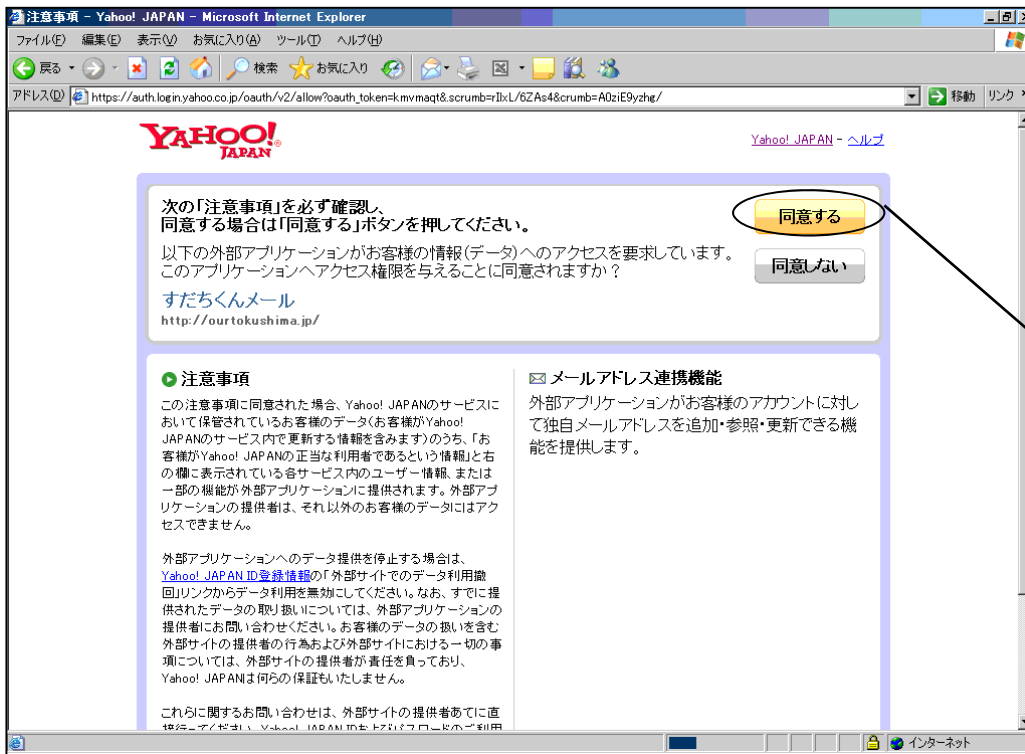 注意事項 - Yahoo! JAPAN - Microsoft Internet Explorer
ファイル(F) 編集(E) 表示(V) お気に入り(A) ツール(T) ヘルプ(H)
戻る 検索 お気に入り
アドレス(D) https://auth.login.yahoo.co.jp/oauth/v2/allow?oauth_token=kmvmaqt&.scrumb=rIlxL/6ZAs4&crumb=A0ziE9yzhg/ 移動 リンク
YAHOO! JAPAN
Yahoo! JAPAN - ヘルプ
次の「注意事項」を必ず確認し、
同意する場合は「同意する」ボタンを押してください。
同意する
以下の外部アプリケーションがお客様の情報(データ)へのアクセスを要求しています。
このアプリケーションへアクセス権限を与えることに同意されますか?
同意しない
すだちくんメール
http://ourtokushima.jp/
注意事項
この注意事項に同意された場合、Yahoo! JAPANのサービスに
おいて保管されているお客様のデータ(お客様がYahoo!
JAPANのサービス内で更新する情報を含みます)のうち、「お
客様がYahoo! JAPANの正当な利用者であるという情報」と右
の欄に表示されている各サービス内のユーザー情報、または
一部の機能が外部アプリケーションに提供されます。外部アプ
リケーションの提供者は、それ以外のお客様のデータにはアク
セスできません。
外部アプリケーションへのデータ提供を停止する場合は、
Yahoo! JAPAN ID登録情報の「外部サイトでのデータ利用撤
回」リンクからデータ利用を無効にしてください。なお、すでに提
供されたデータの取り扱いについては、外部アプリケーションの
提供者にお問い合わせください。お客様のデータの扱いを含む
外部サイトの提供者の行為および外部サイトにおける一切の事
項については、外部サイトの提供者が責任を負っており、
Yahoo! JAPANは何らの保証もいたしません。
これらに関するお問い合わせは、外部サイトの提供者あてに直
接行ってください。Yahoo! JAPAN IDおよびパスワードのご利用
メールアドレス連携機能
外部アプリケーションがお客様のアカウントに対し
て独自メールアドレスを追加・参照・更新できる機
能を提供します。
インターネット